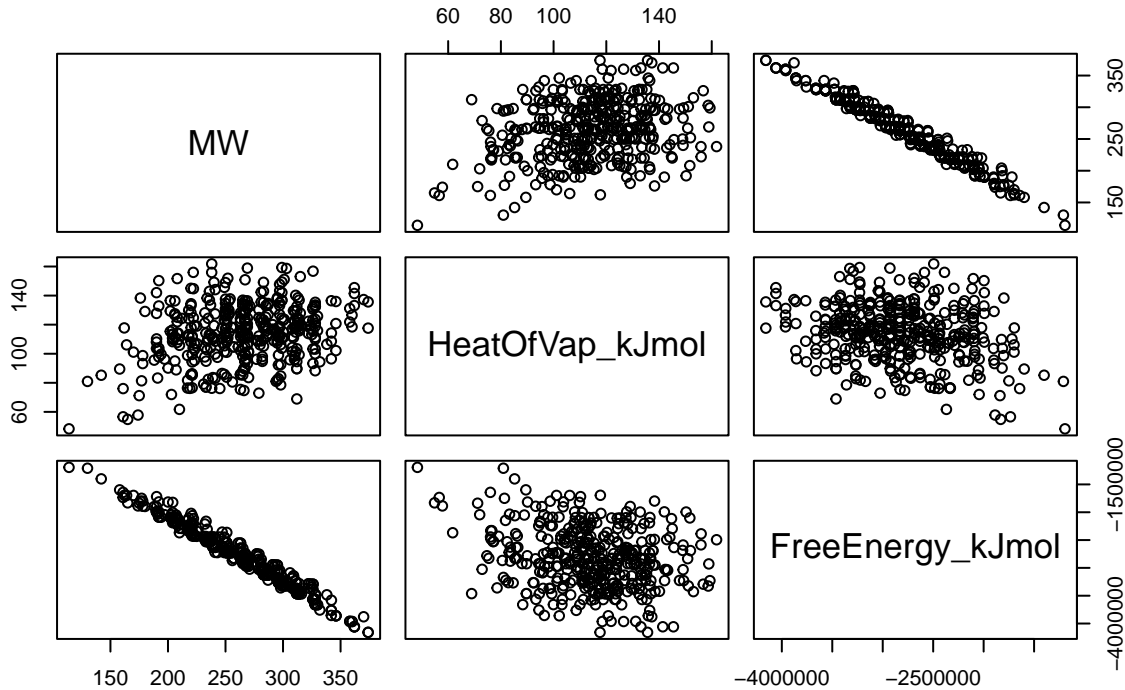 60 80 100 140
MW
150 250 350
60 100 140
HeatOfVap_kJmol
FreeEnergy_kJmol
−4000000 −1500000
150 200 250 300 350
−4000000 −2500000